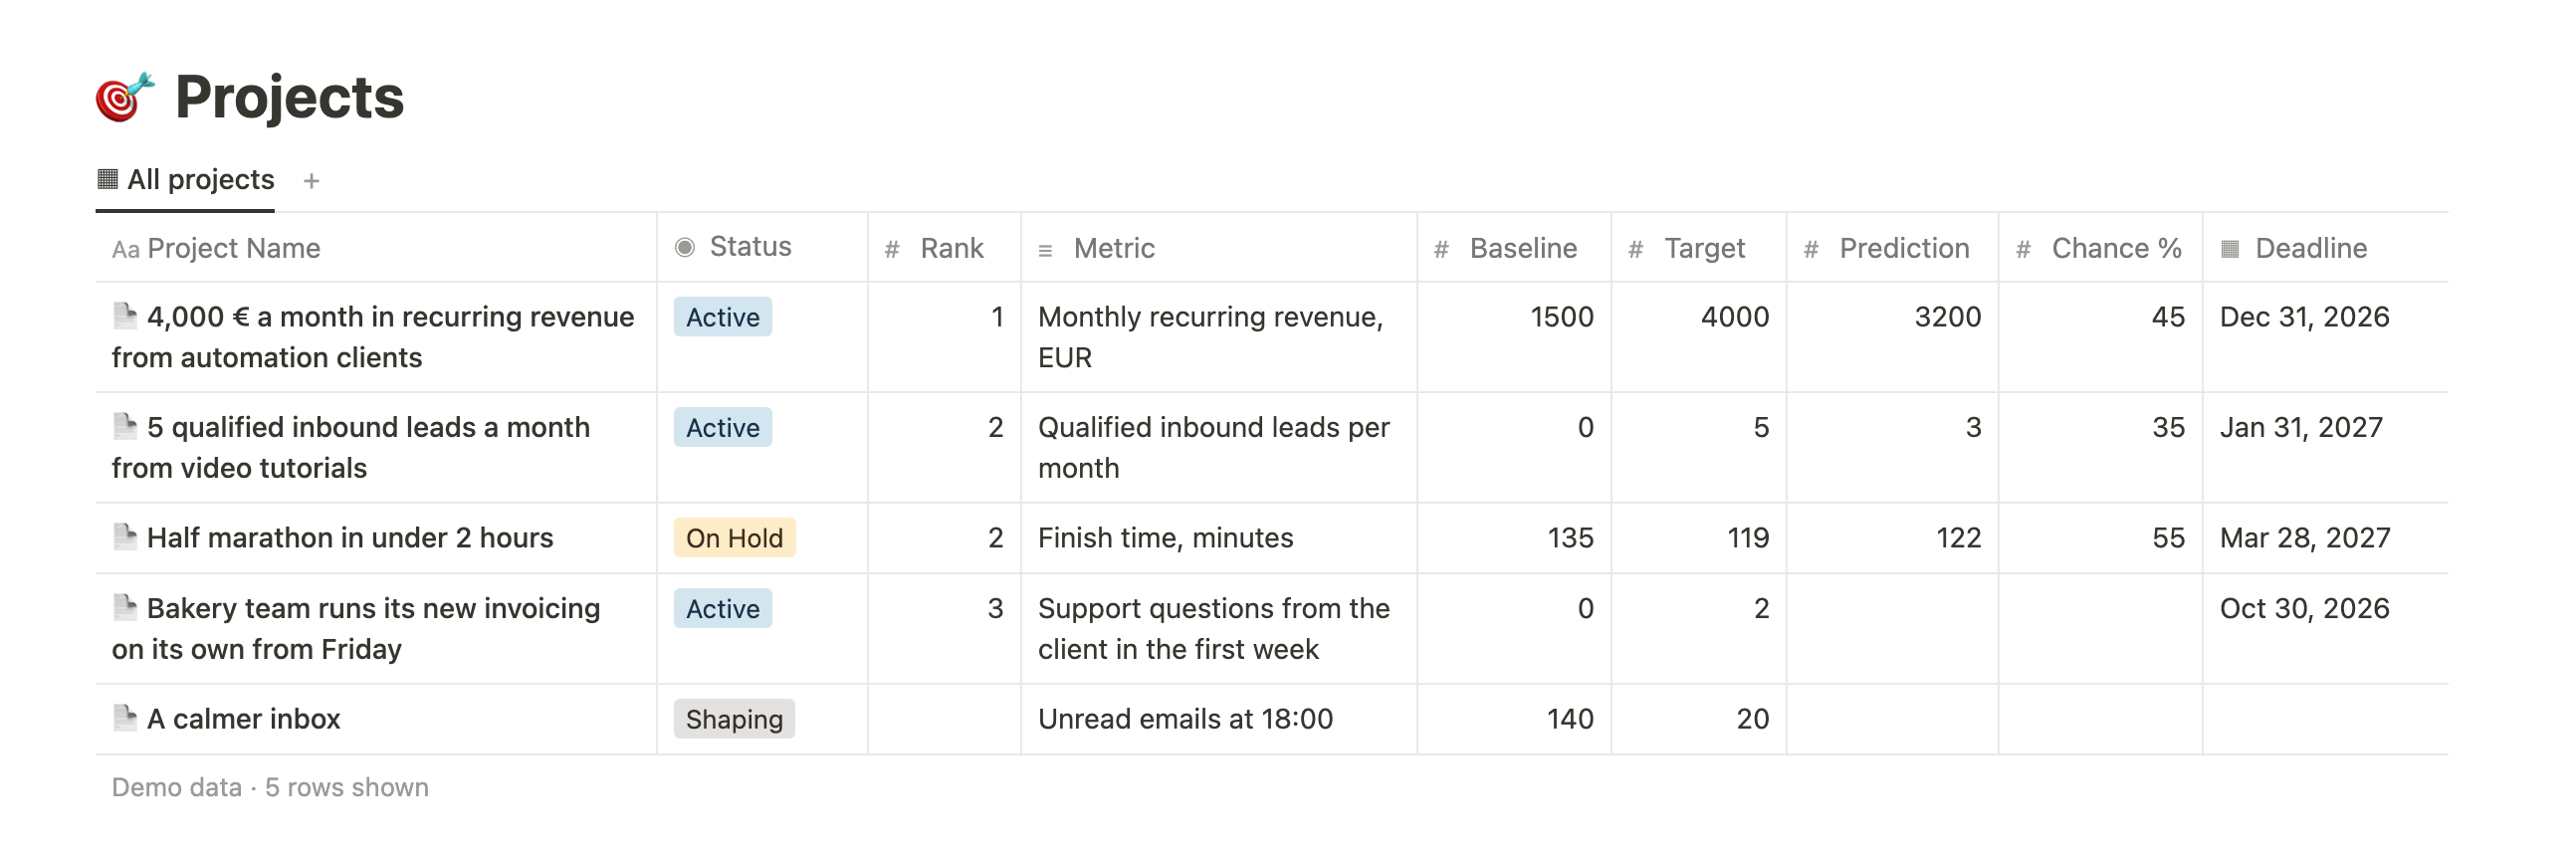 🎯 Projects
All projects +
Aa Project Name Status # Rank Metric # Baseline # Target # Prediction # Chance % Deadline
4,000 € a month in recurring revenue from automation clients Active 1 Monthly recurring revenue, EUR 1500 4000 3200 45 Dec 31, 2026
5 qualified inbound leads a month from video tutorials Active 2 Qualified inbound leads per month 0 5 3 35 Jan 31, 2027
Half marathon in under 2 hours On Hold 2 Finish time, minutes 135 119 122 55 Mar 28, 2027
Bakery team runs its new invoicing on its own from Friday Active 3 Support questions from the client in the first week 0 2 Oct 30, 2026
A calmer inbox Shaping Unread emails at 18:00 140 20
Demo data · 5 rows shown